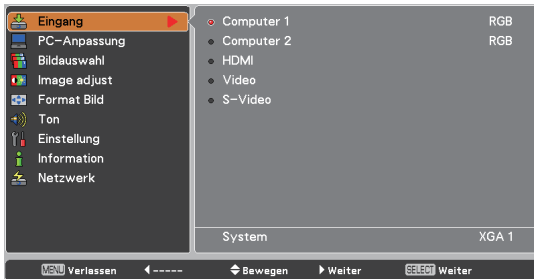 Eingang
PC-Anpassung
Bildauswahl
Image adjust
Format Bild
Ton
Einstellung
Information
Netzwerk
Computer 1 RGB
Computer 2 RGB
HDMI
Video
S-Video
System XGA 1
MENU Verlassen ----- Bewegen Weiter SELECT Weiter